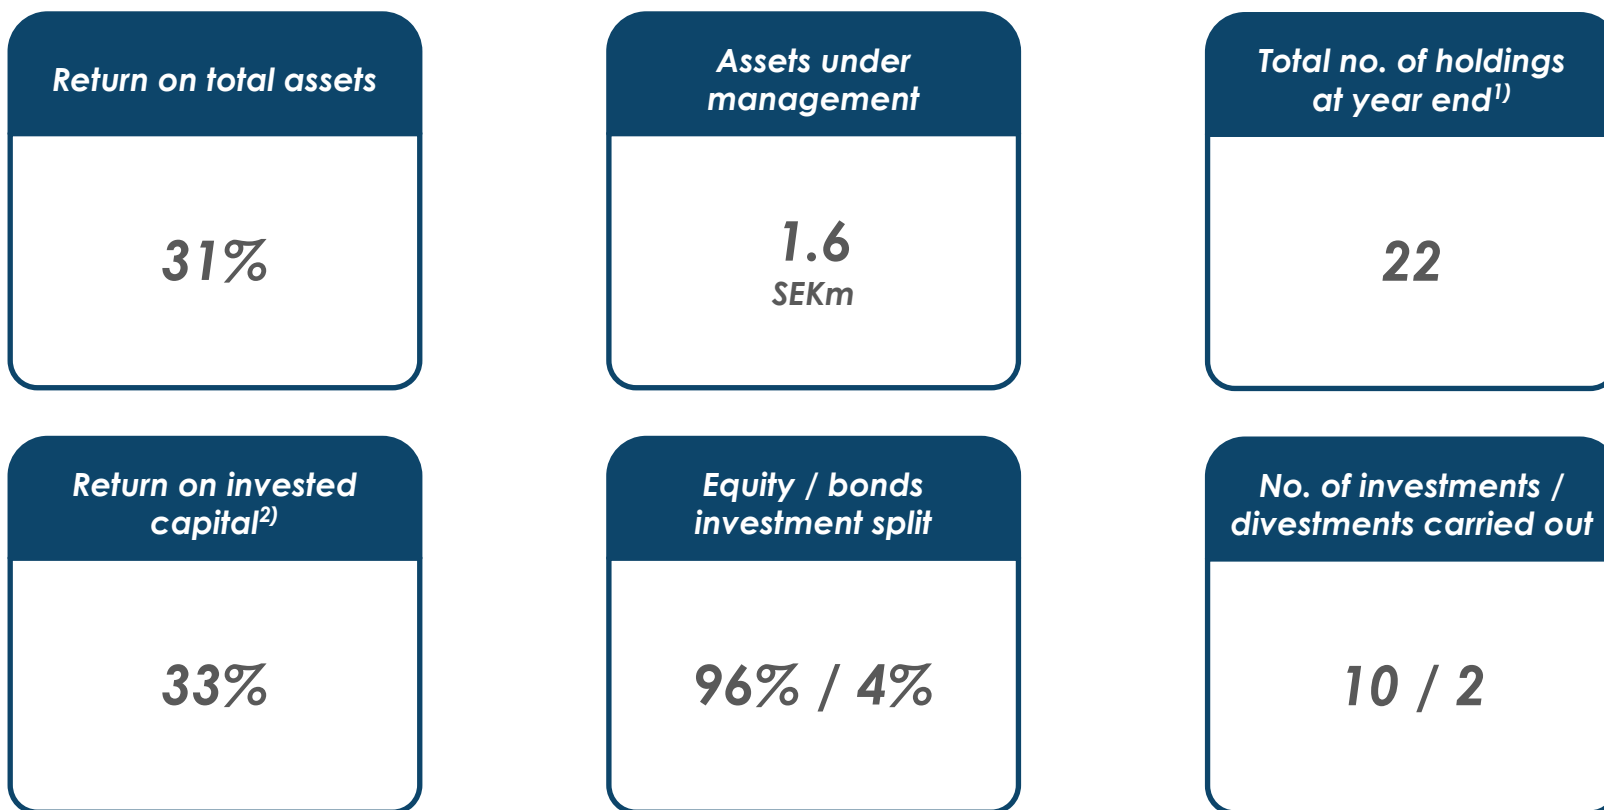 Return on total assets
31%
Assets under
management
1.6
SEKm
Total no. of holdings
at year end1)
22
Return on invested
capital2)
33%
Equity / bonds
investment split
96% / 4%
No. of investments /
divestments carried out
10 / 2